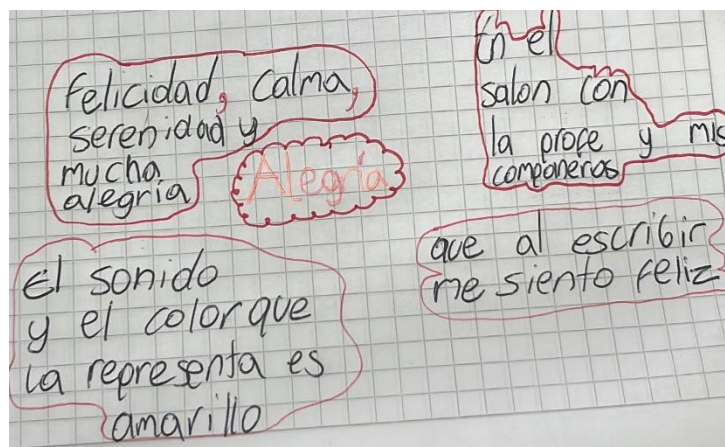 felicidad, Calma,
serenidad y
mucha
alegria
Alegría
En el
salon con
la profe y mis
compañeros
El sonido
y el color que
la representa es
amarillo
que al escribir
me siento feliz